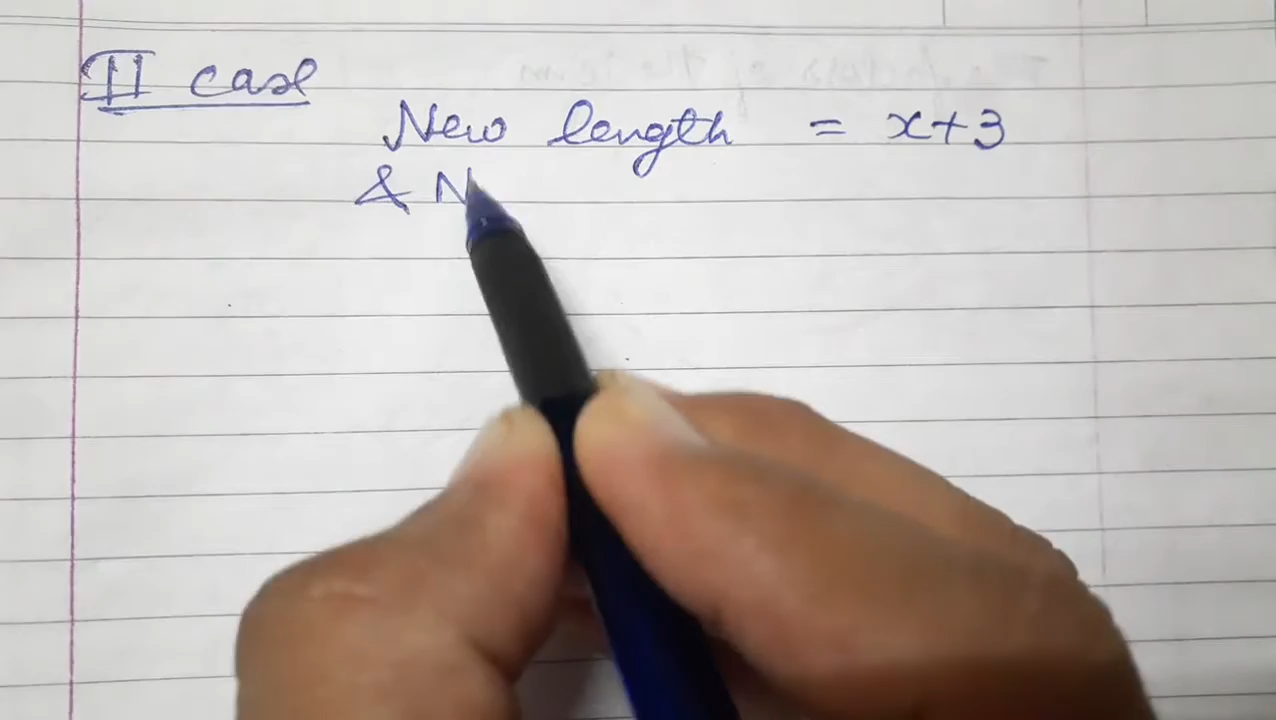 II case
New length = x+3
& N